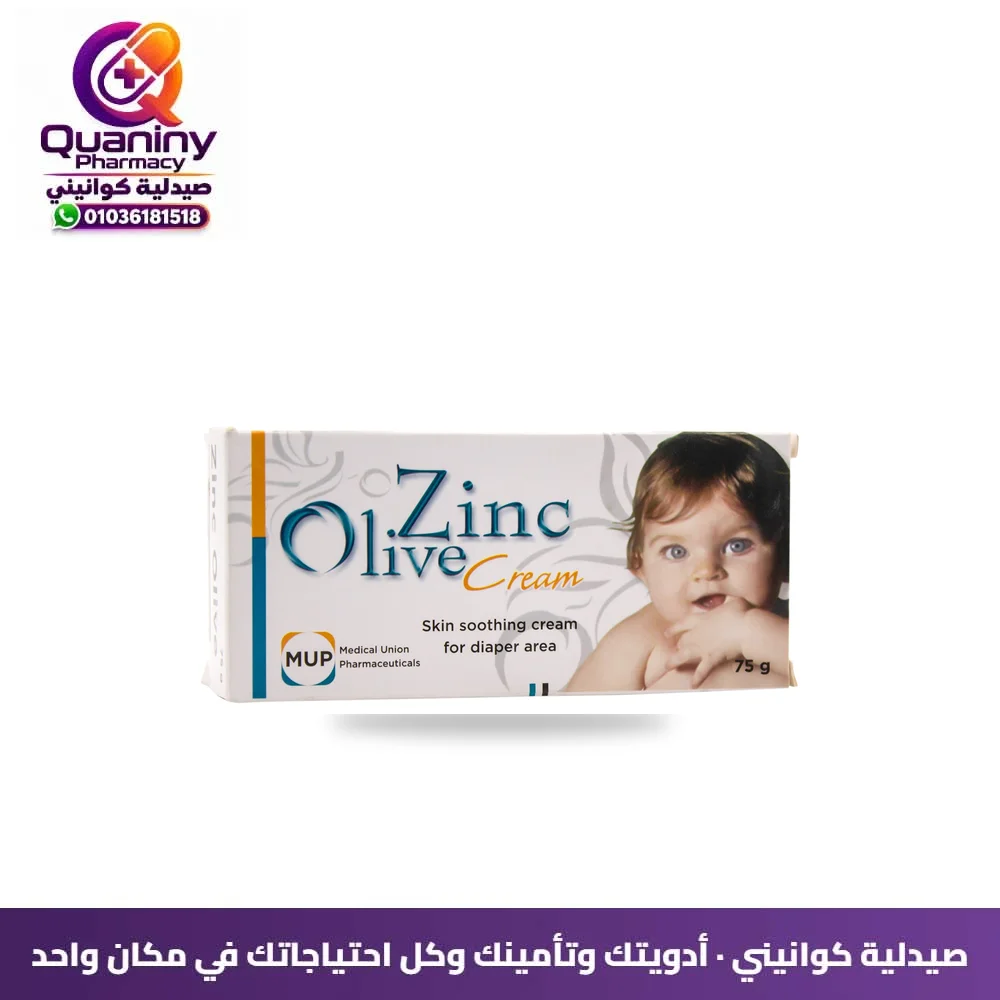 Quaniny
Pharmacy
صيدلية كوانيني
01036181518
Zinc Olive
Zinc
Olive
Cream
Skin soothing cream
for diaper area
MUP
Medical Union
Pharmaceuticals
75 g
صيدلية كوانيني · أدويتك وتأمينك وكل احتياجاتك في مكان واحد